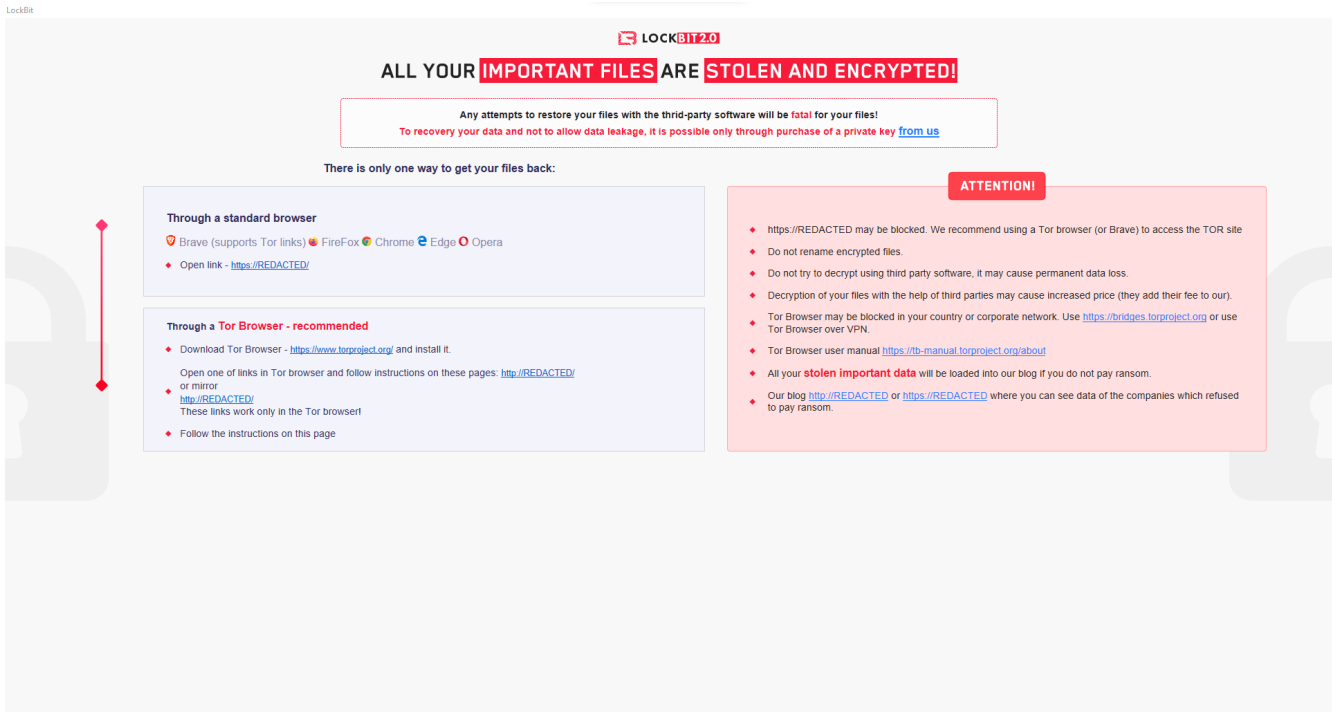 LockBit
LOCKBIT 2.0
ALL YOUR IMPORTANT FILES ARE STOLEN AND ENCRYPTED!
Any attempts to restore your files with the thrid-party software will be fatal for your files!
To recovery your data and not to allow data leakage, it is possible only through purchase of a private key from us
There is only one way to get your files back:
Through a standard browser
Brave (supports Tor links) FireFox Chrome Edge Opera
Open link - https://REDACTED/
Through a Tor Browser - recommended
Download Tor Browser - https://www.torproject.org/ and install it.
Open one of links in Tor browser and follow instructions on these pages: http://REDACTED/
or mirror
http://REDACTED/
These links work only in the Tor browser!
Follow the instructions on this page
ATTENTION!
https://REDACTED may be blocked. We recommend using a Tor browser (or Brave) to access the TOR site
Do not rename encrypted files.
Do not try to decrypt using third party software, it may cause permanent data loss.
Decryption of your files with the help of third parties may cause increased price (they add their fee to our).
Tor Browser may be blocked in your country or corporate network. Use https://bridges.torproject.org or use
Tor Browser over VPN.
Tor Browser user manual https://tb-manual.torproject.org/about
All your stolen important data will be loaded into our blog if you do not pay ransom.
Our blog http://REDACTED or https://REDACTED where you can see data of the companies which refused
to pay ransom.